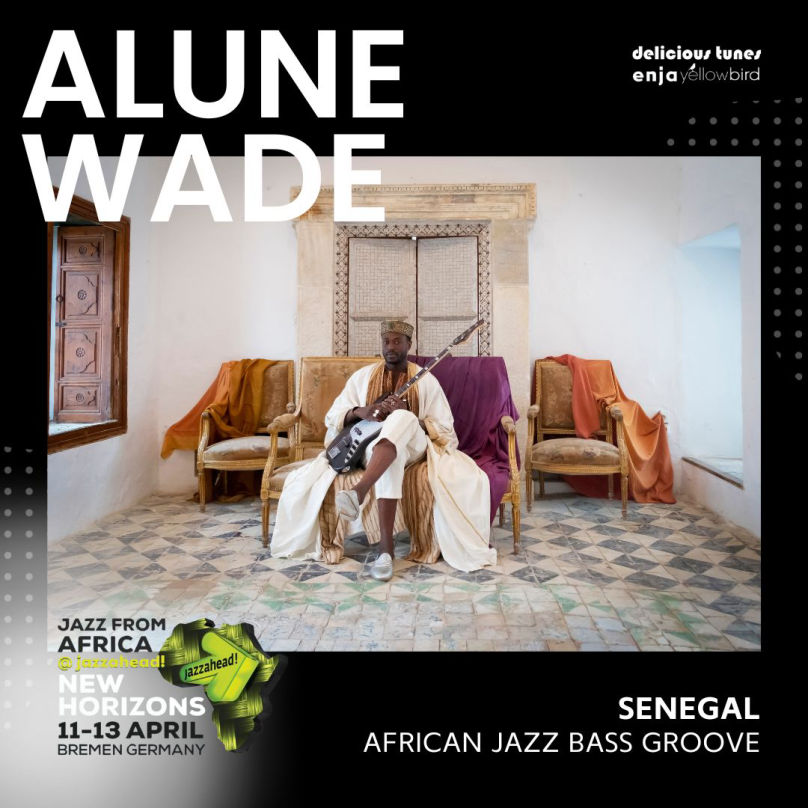 ALUNE
WADE
delicious tunes
enja yellowbird
JAZZ FROM
AFRICA
@ jazzahead!
jazzahead!
NEW
HORIZONS
11-13 APRIL
BREMEN GERMANY
SENEGAL
AFRICAN JAZZ BASS GROOVE